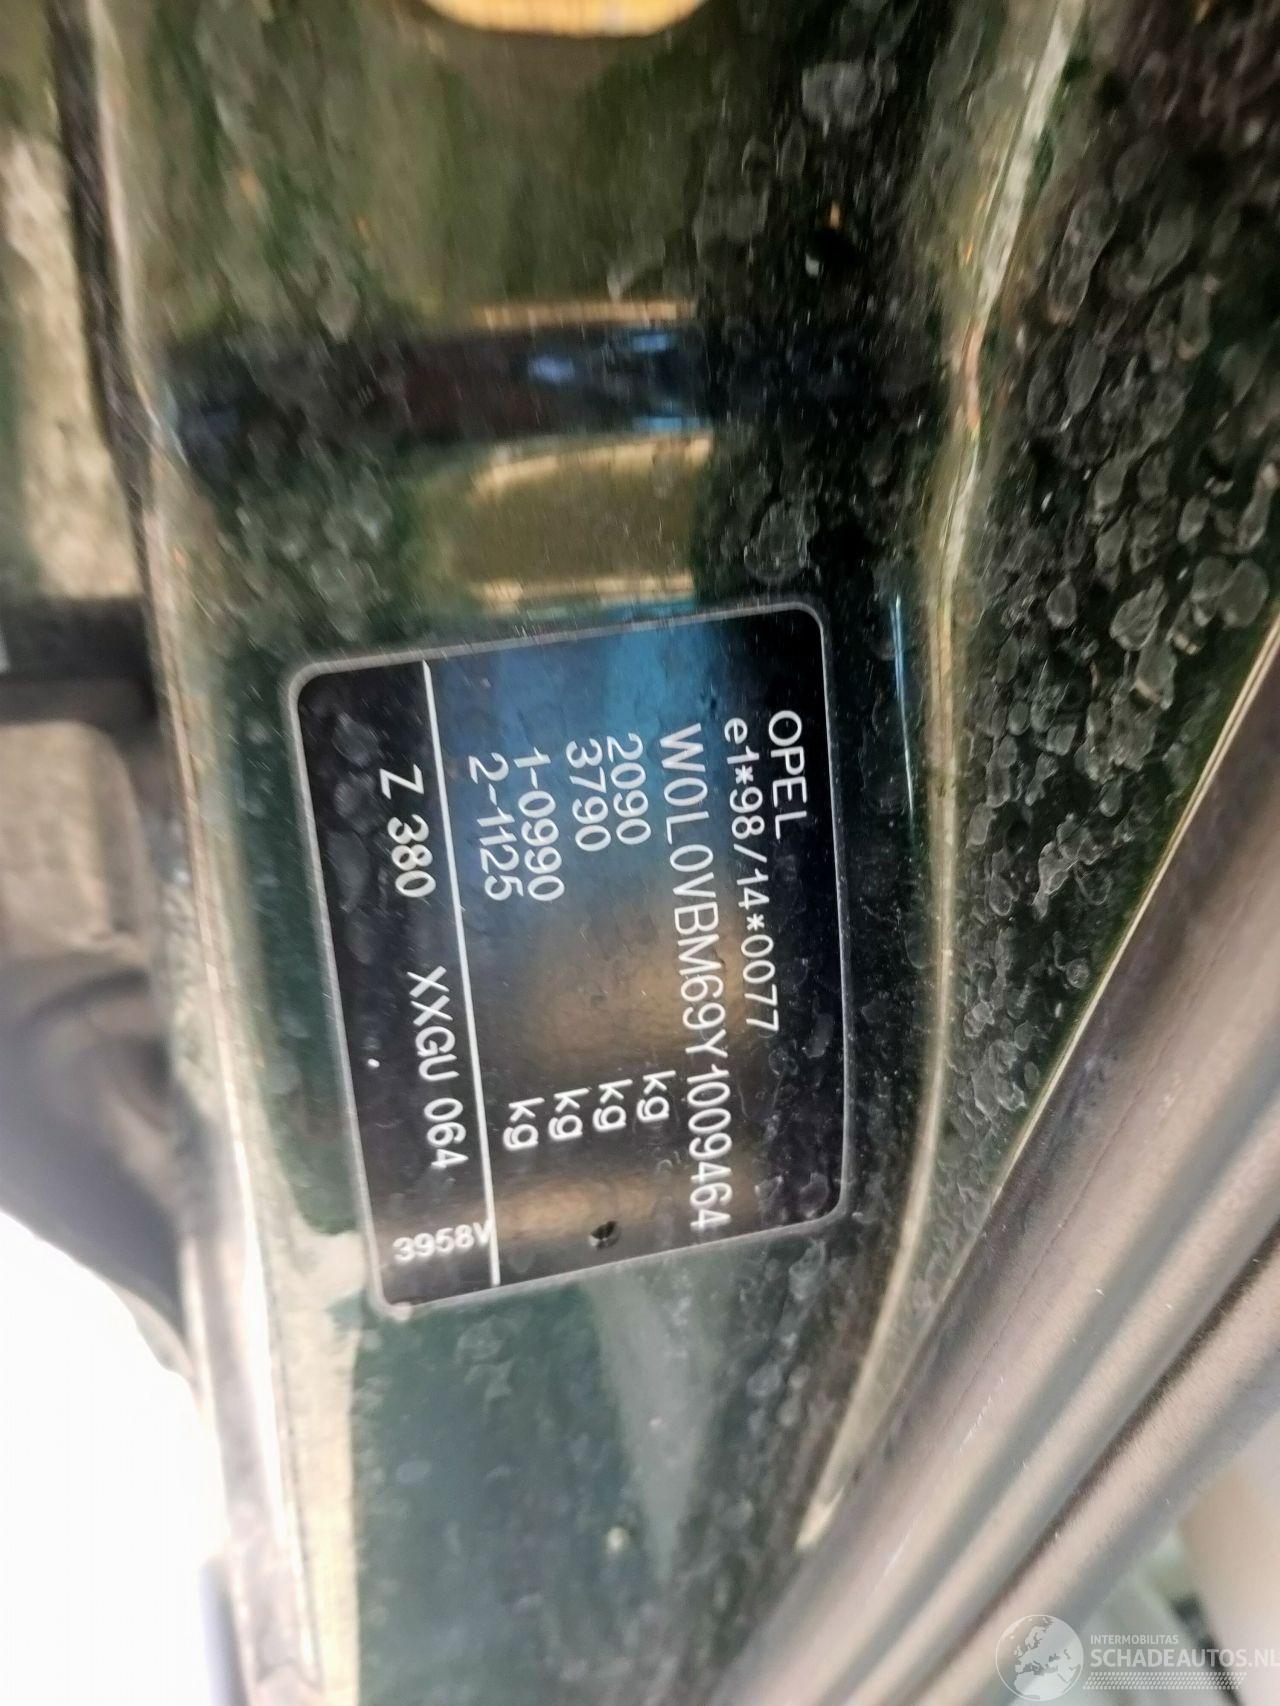 OPEL
e1*98/14*0077
W0L0VBM69Y1009464
2090 kg
3790 kg
1-0990 kg
2-1125 kg
Z 380 XXGU 064 3958V
INTERMOBILITAS
SCHADEAUTOS.NL